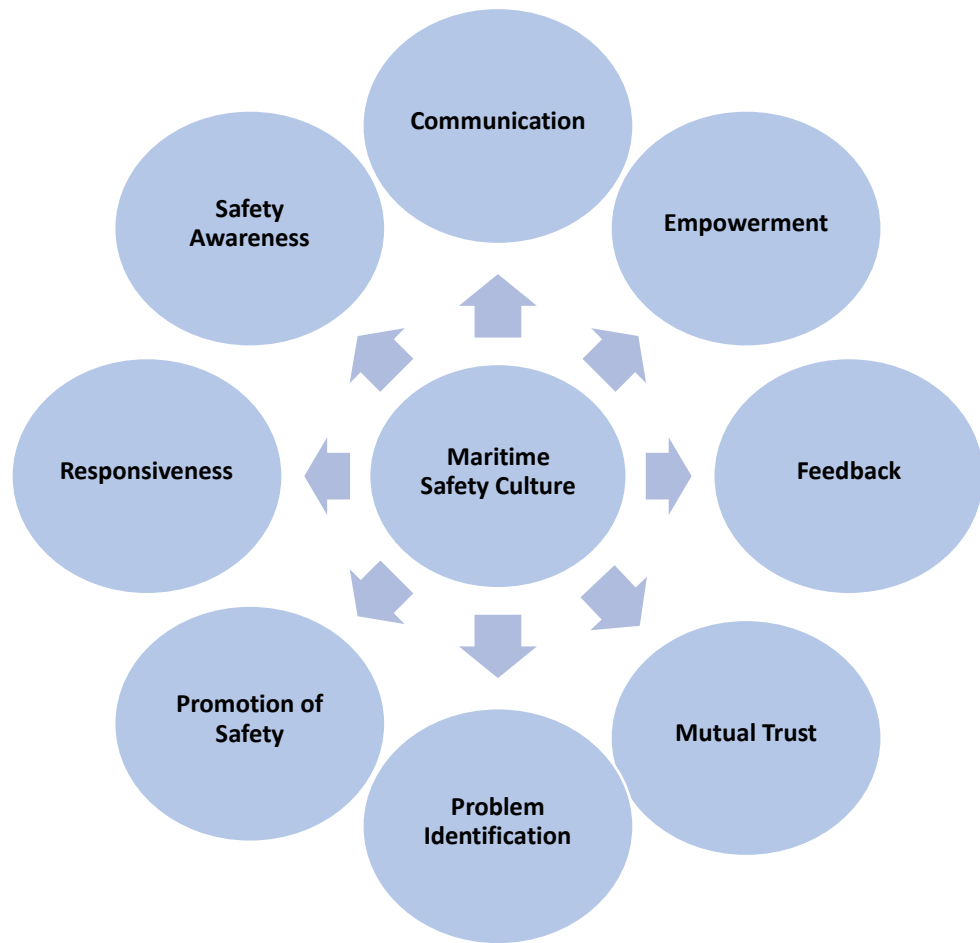 Communication
Empowerment
Feedback
Mutual Trust
Problem
Identification
Promotion of
Safety
Responsiveness
Safety
Awareness
Maritime
Safety Culture